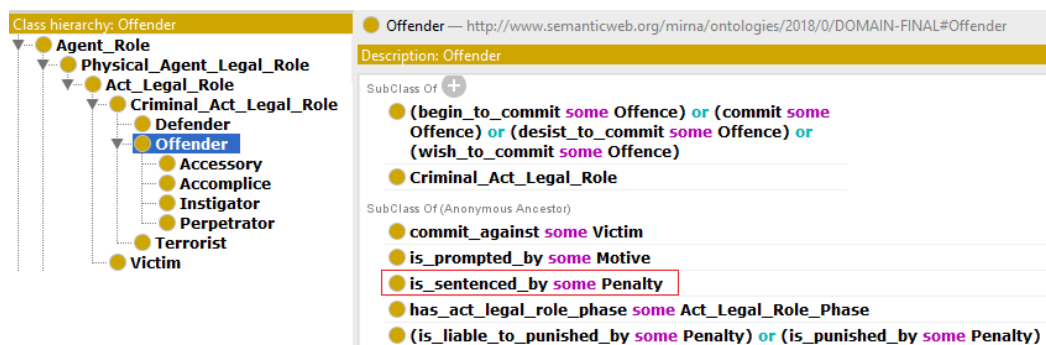 Class hierarchy: Offender
Agent_Role
Physical_Agent_Legal_Role
Act_Legal_Role
Criminal_Act_Legal_Role
Defender
Offender
Accessory
Accomplice
Instigator
Perpetrator
Terrorist
Victim
Offender — http://www.semanticweb.org/mirna/ontologies/2018/0/DOMAIN-FINAL#Offender
Description: Offender
SubClass Of
(begin_to_commit some Offence) or (commit some
Offence) or (desist_to_commit some Offence) or
(wish_to_commit some Offence)
Criminal_Act_Legal_Role
SubClass Of (Anonymous Ancestor)
commit_against some Victim
is_prompted_by some Motive
is_sentenced_by some Penalty
has_act_legal_role_phase some Act_Legal_Role_Phase
(is_liable_to_punished_by some Penalty) or (is_punished_by some Penalty)